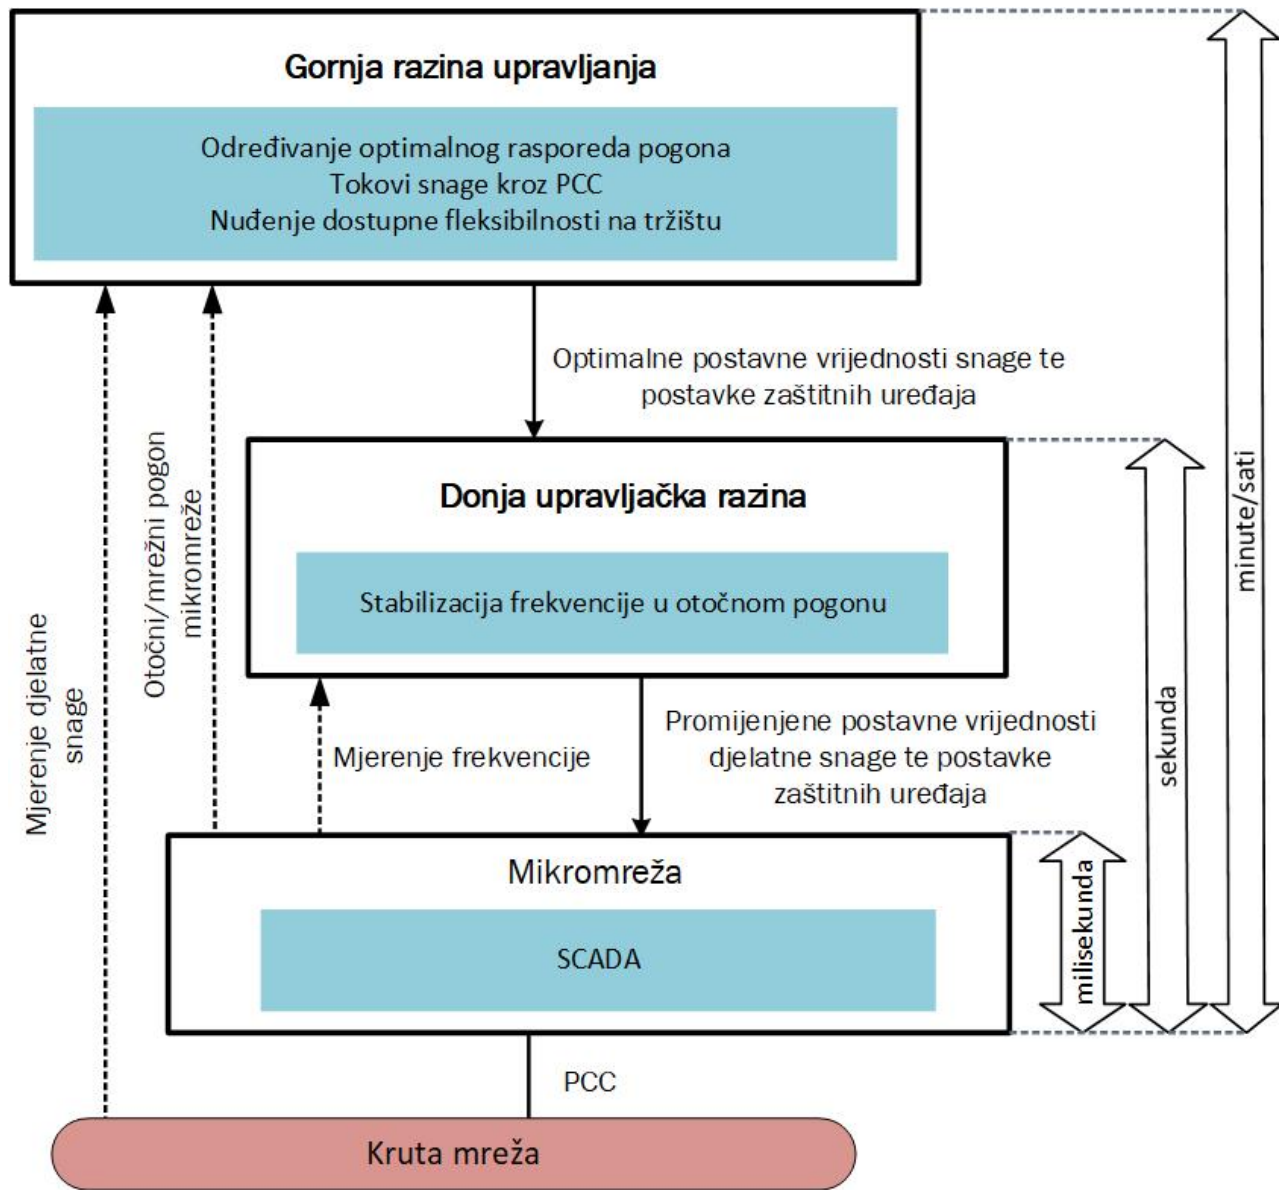 Gornja razina upravljanja
Određivanje optimalnog rasporeda pogona
Tokovi snage kroz PCC
Nuđenje dostupne fleksibilnosti na tržištu
Optimalne postavne vrijednosti snage te
postavke zaštitnih uređaja
Donja upravljačka razina
Stabilizacija frekvencije u otočnom pogonu
Mjerenje djelatne
snage
Otočni/mrežni pogon
mikromreže
Mjerenje frekvencije
Promijenjene postavne vrijednosti
djelatne snage te postavke
zaštitnih uređaja
Mikromreža
SCADA
milisekunda
sekunda
minute/sati
PCC
Kruta mreža